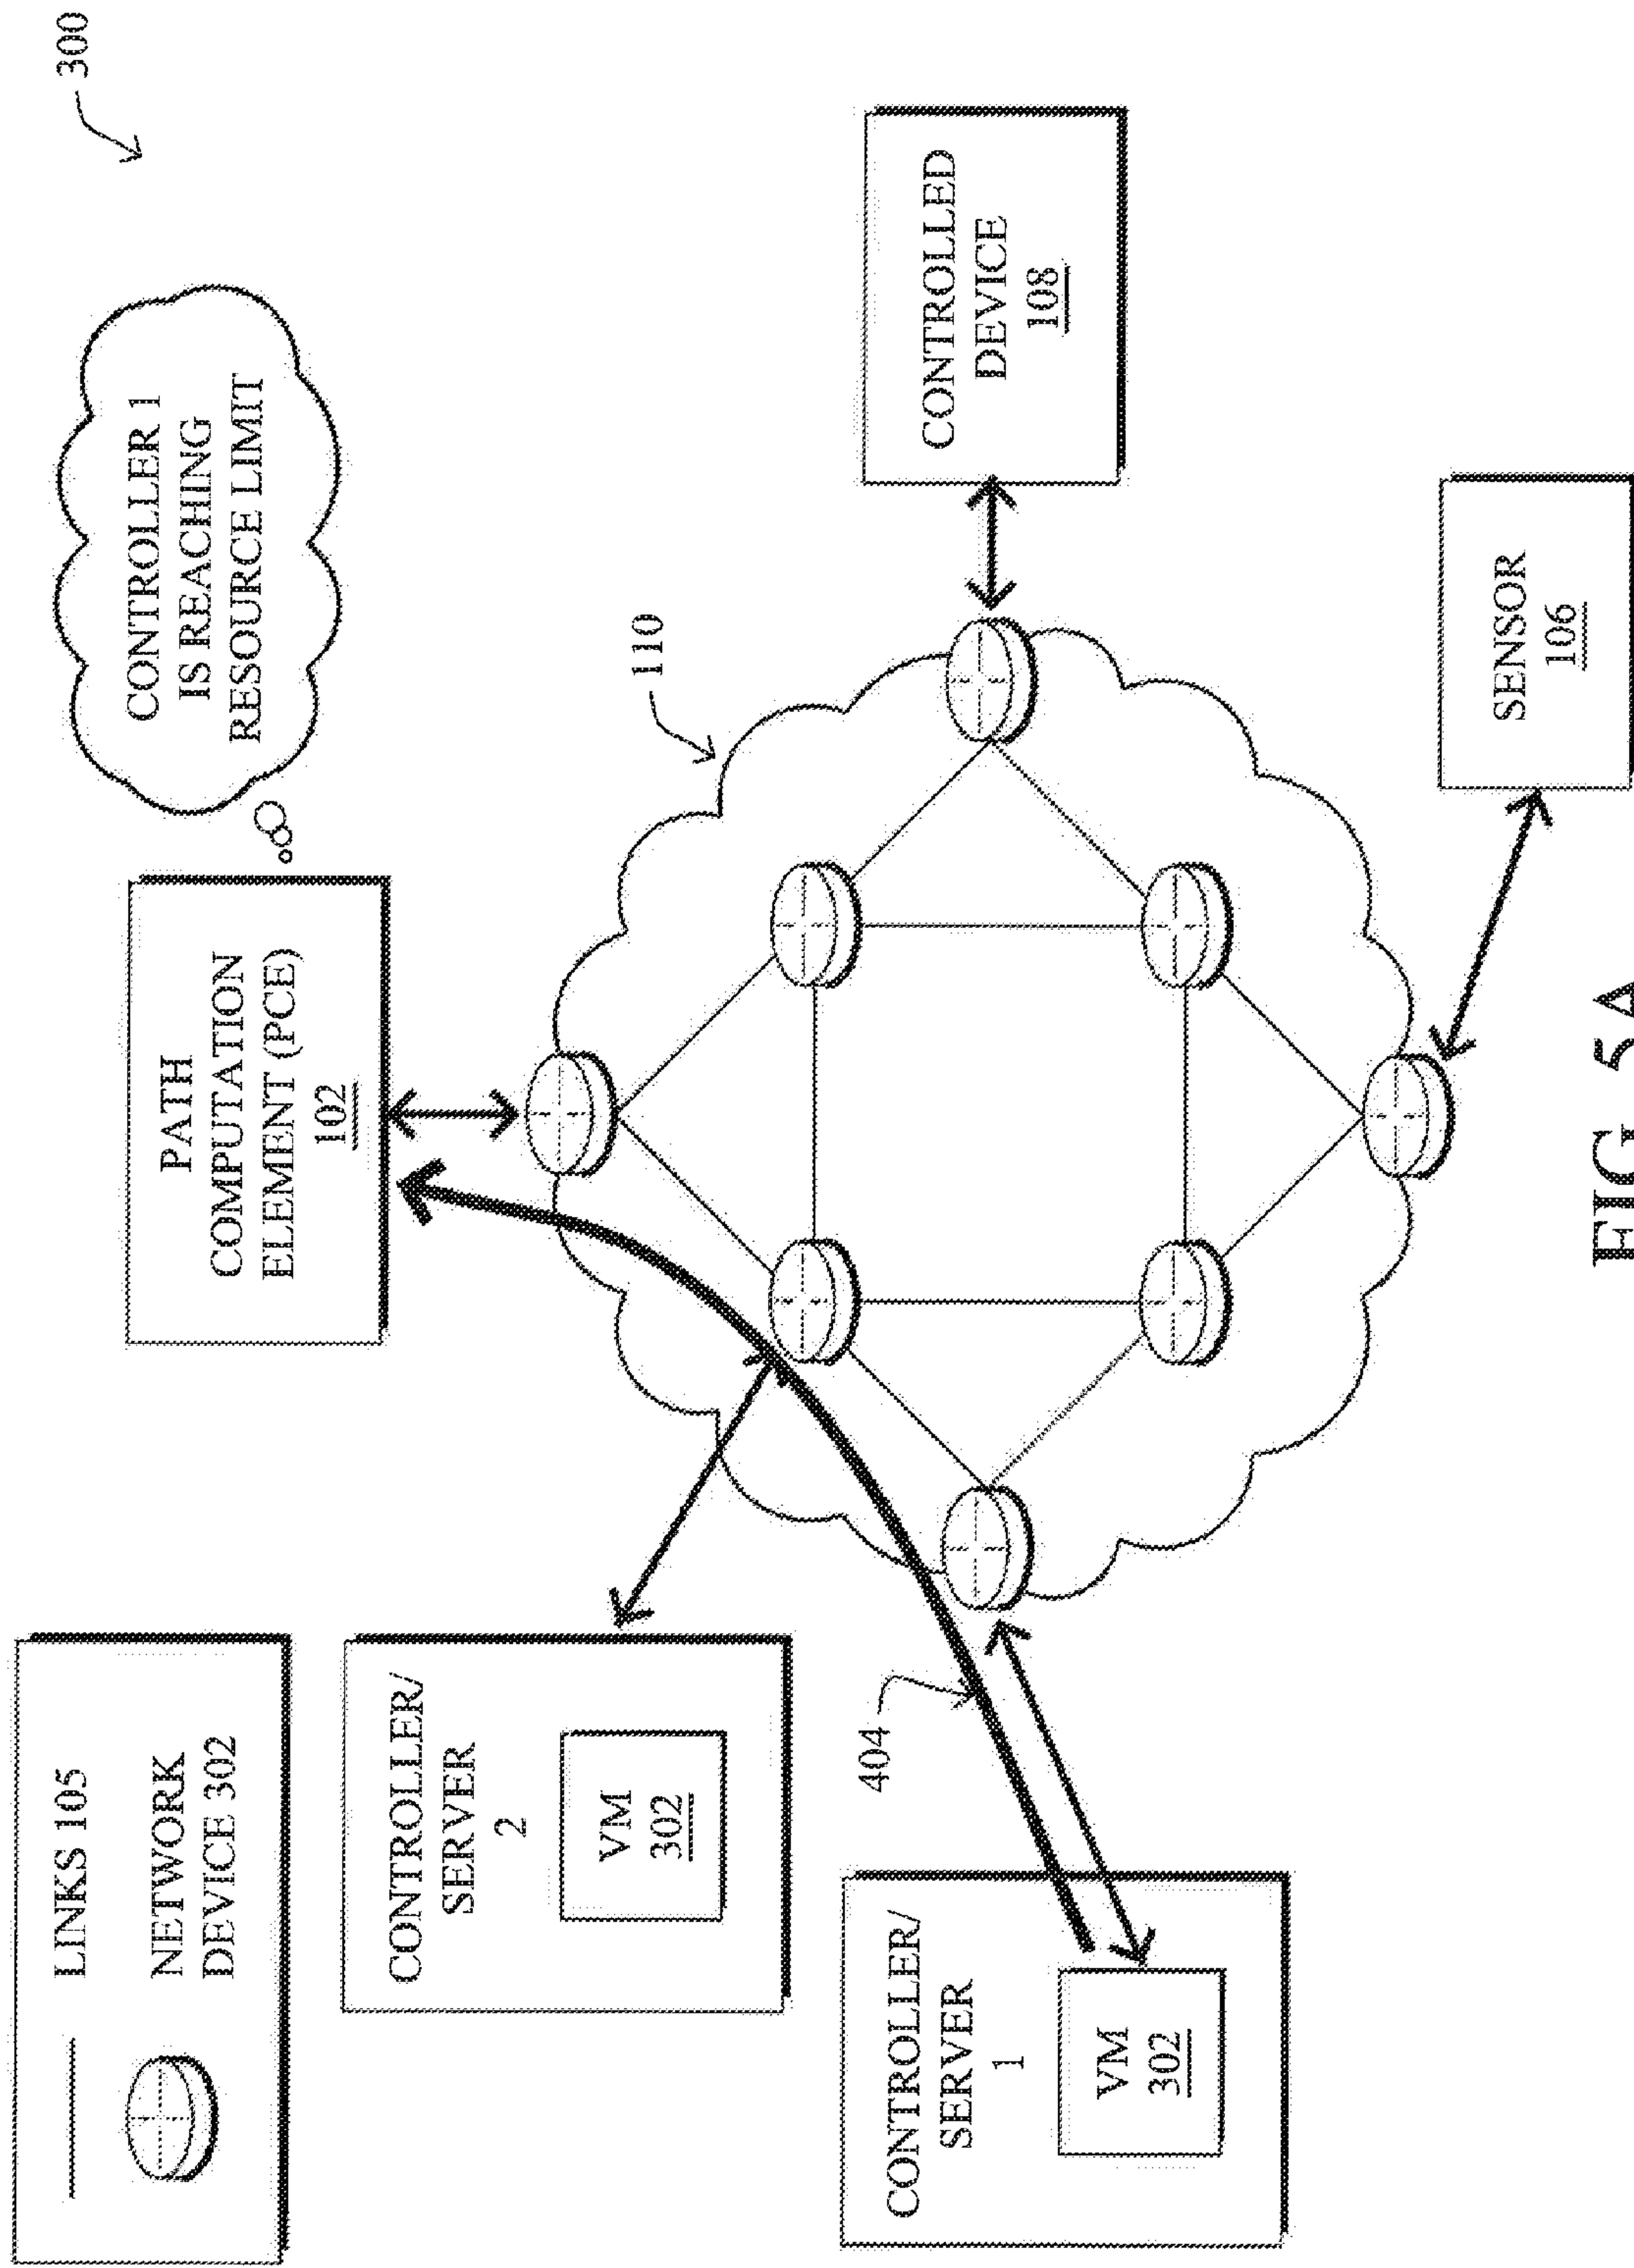 300
LINKS 105
NETWORK
DEVICE 302
PATH
COMPUTATION
ELEMENT (PCE)
102
CONTROLLER 1
IS REACHING
RESOURCE LIMIT
CONTROLLER/
SERVER
2
VM
302
110
404
CONTROLLER/
SERVER
1
VM
302
CONTROLLED
DEVICE
108
SENSOR
106
FIG. 5A